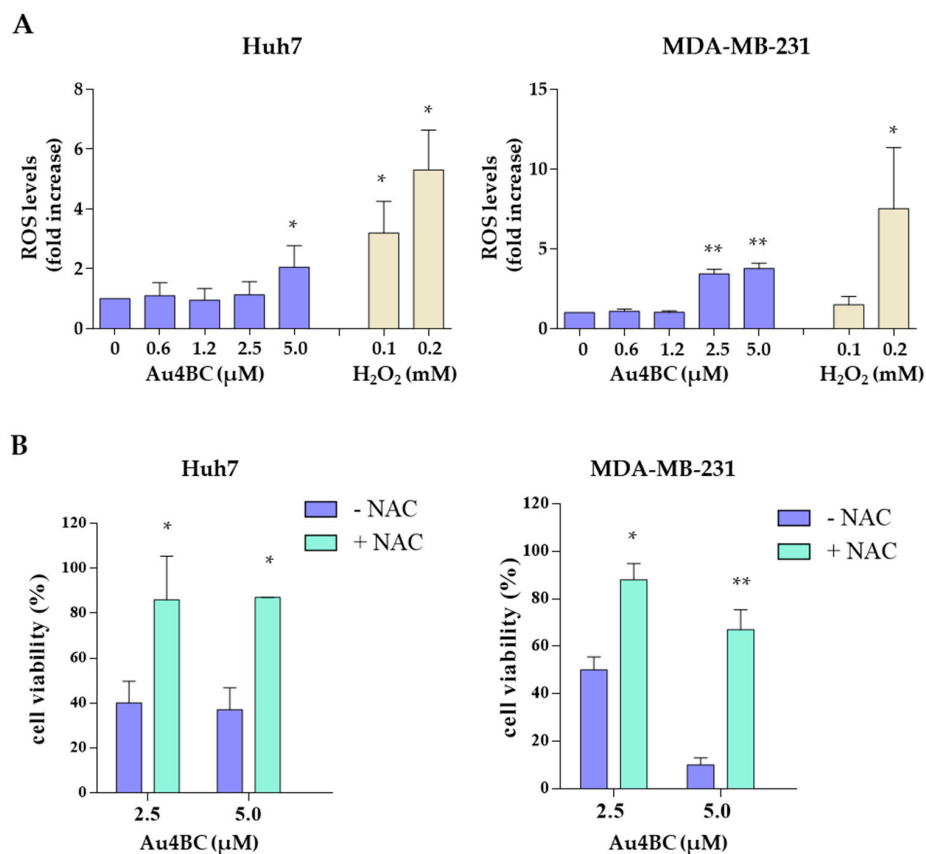 A
Huh7
MDA-MB-231
ROS levels
(fold increase)
8
6
4
2
0
*
*
*
0 0.6 1.2 2.5 5.0 0.1 0.2
Au4BC (µM) H₂O₂ (mM)
ROS levels
(fold increase)
15
10
5
0
**
**
*
0 0.6 1.2 2.5 5.0 0.1 0.2
Au4BC (µM) H₂O₂ (mM)
B
Huh7
- NAC
+ NAC
cell viability (%)
120
100
80
60
40
20
0
*
*
2.5 5.0
Au4BC (µM)
MDA-MB-231
- NAC
+ NAC
cell viability (%)
120
100
80
60
40
20
0
*
**
2.5 5.0
Au4BC (µM)